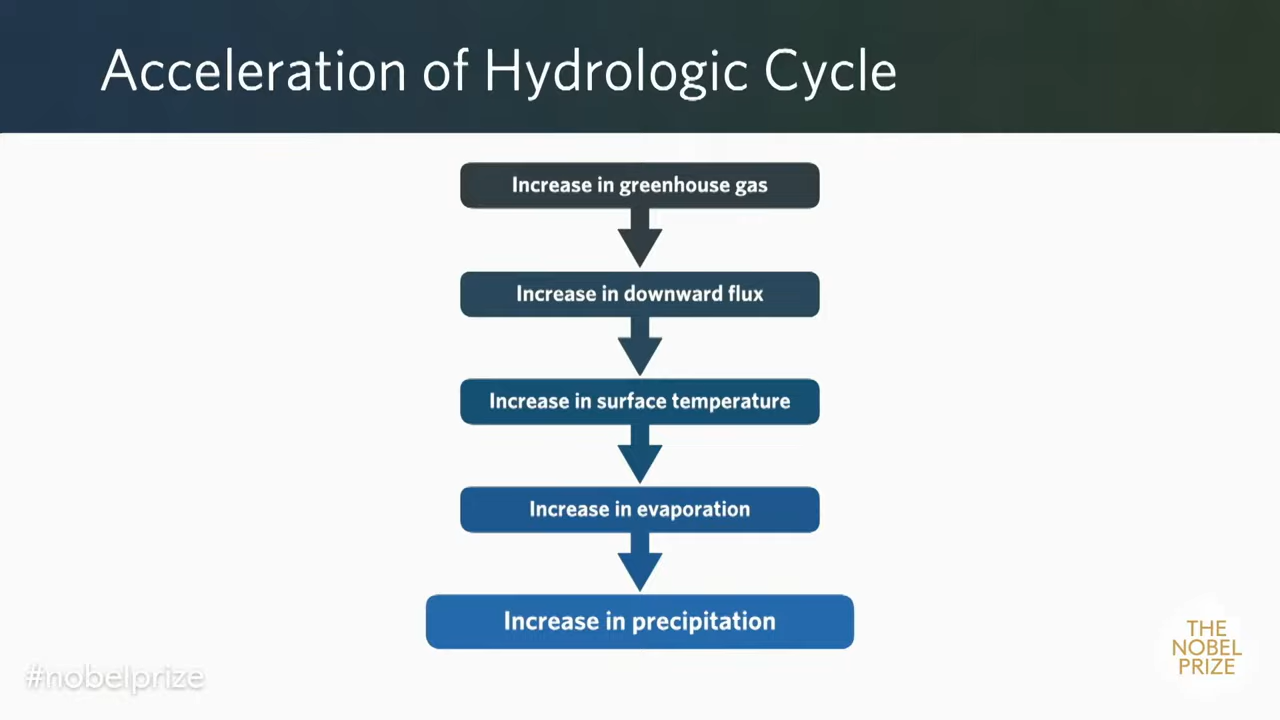 Acceleration of Hydrologic Cycle
Increase in greenhouse gas
Increase in downward flux
Increase in surface temperature
Increase in evaporation
Increase in precipitation
#nobelprize
THE
NOBEL
PRIZE